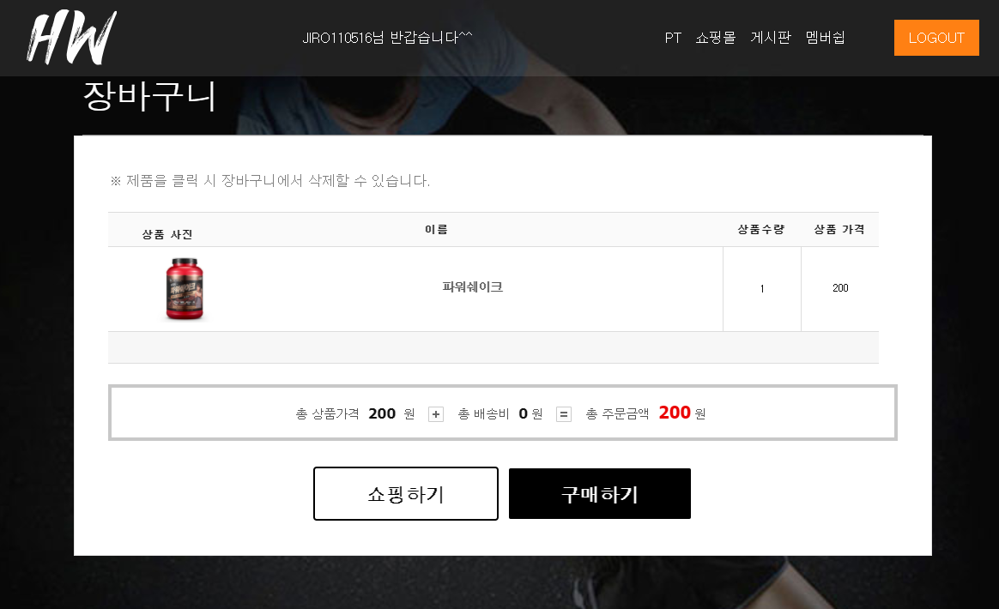 HW
JIRO110516님 반갑습니다^^
PT 쇼핑몰 게시판 멤버쉽
LOGOUT
장바구니
※ 제품을 클릭 시 장바구니에서 삭제할 수 있습니다.
상품 사진 이름 상품수량 상품 가격
파워쉐이크 1 200
총 상품가격 200 원 + 총 배송비 0 원 = 총 주문금액 200 원
쇼핑하기 구매하기